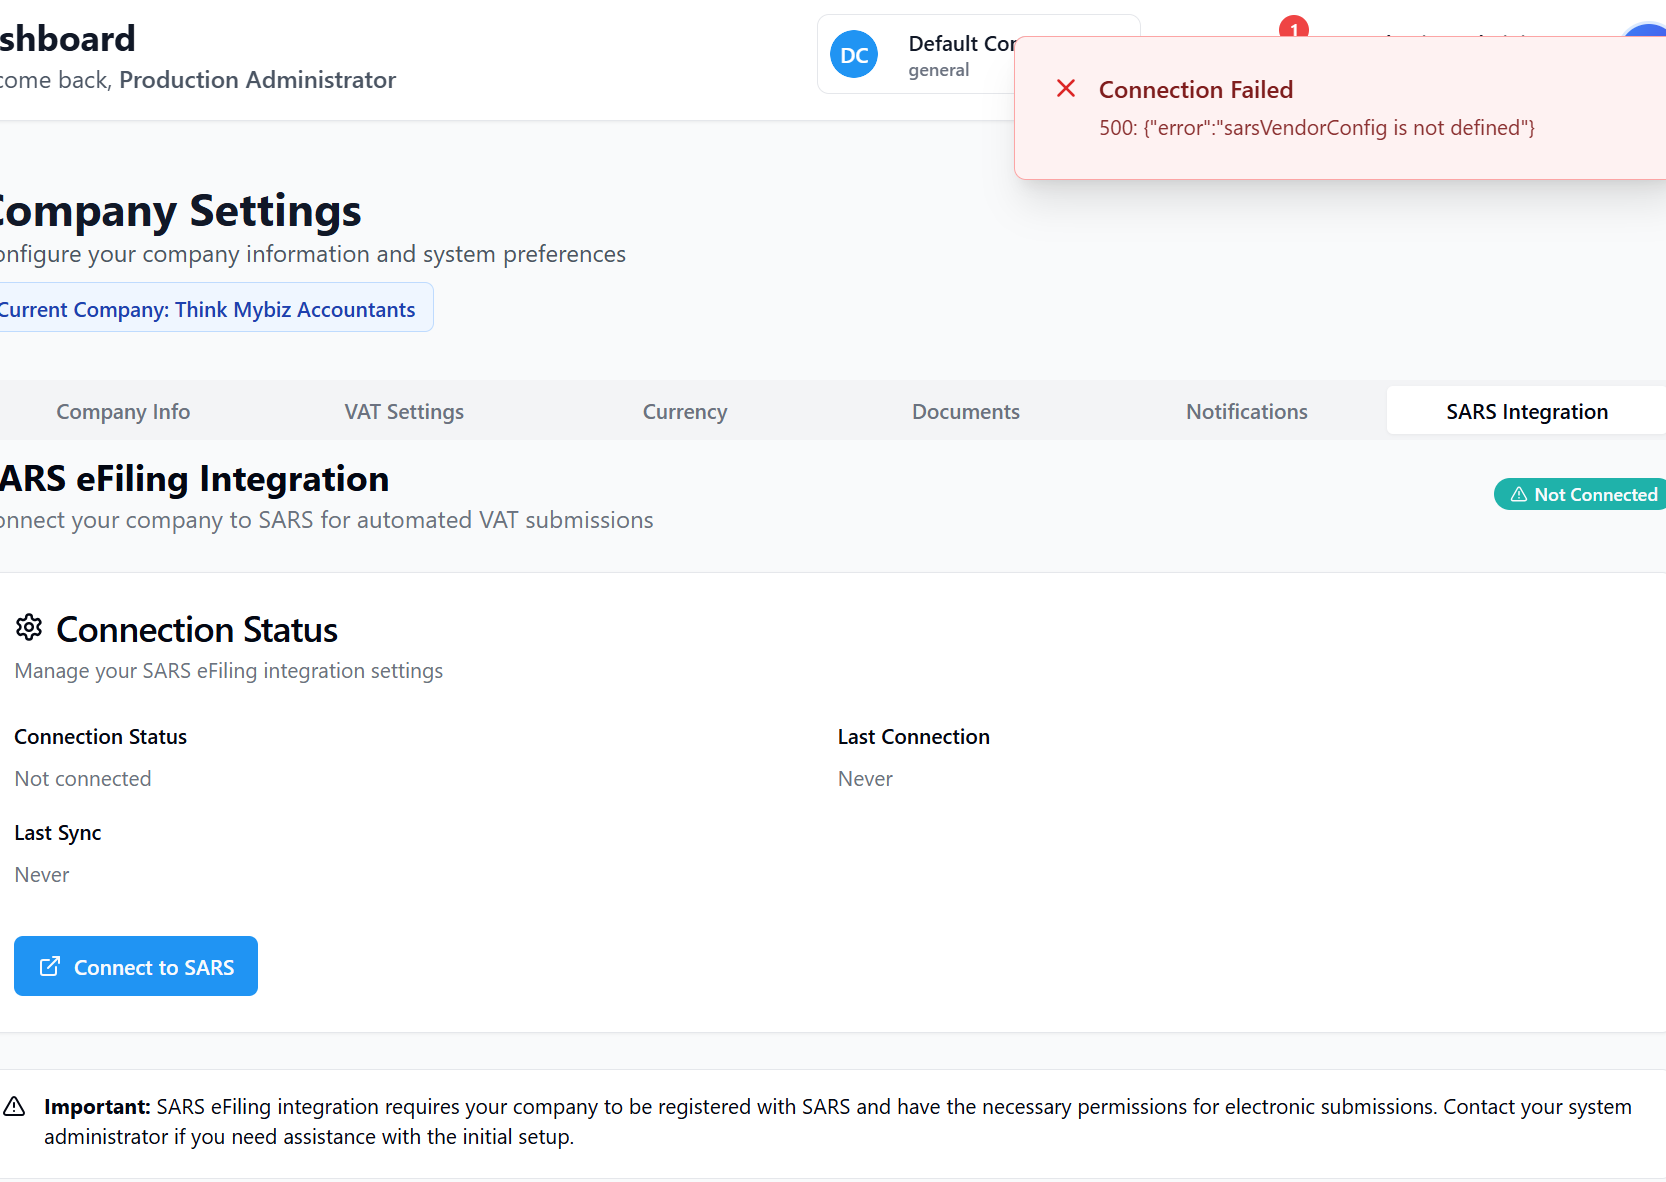 shboard
come back, Production Administrator
DC
Default Cor
general
1
Connection Failed
500: {"error":"sarsVendorConfig is not defined"}
Company Settings
onfigure your company information and system preferences
Current Company: Think Mybiz Accountants
Company Info
VAT Settings
Currency
Documents
Notifications
SARS Integration
ARS eFiling Integration
onnect your company to SARS for automated VAT submissions
Not Connected
Connection Status
Manage your SARS eFiling integration settings
Connection Status
Last Connection
Not connected
Never
Last Sync
Never
Connect to SARS
Important: SARS eFiling integration requires your company to be registered with SARS and have the necessary permissions for electronic submissions. Contact your system
administrator if you need assistance with the initial setup.